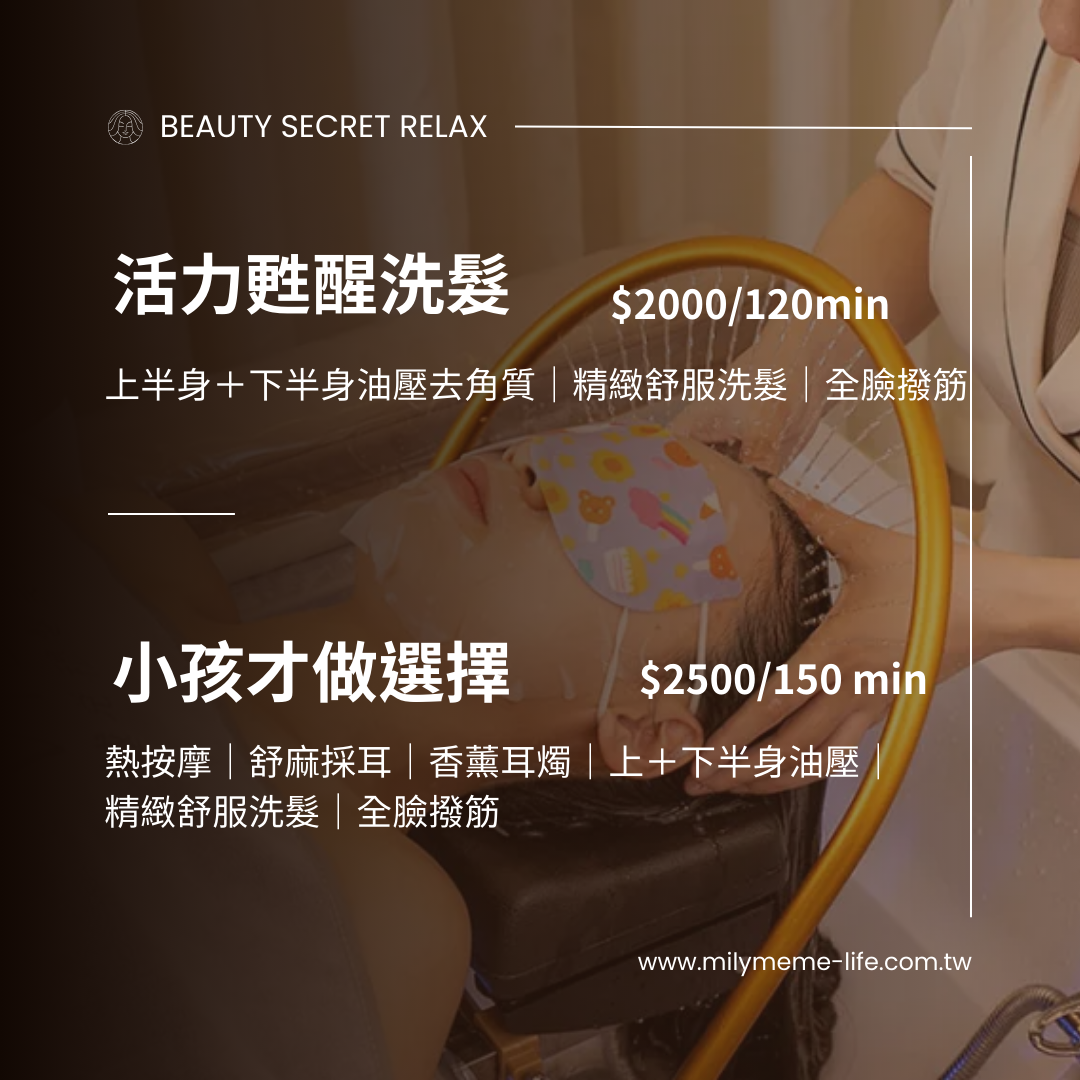 BEAUTY SECRET RELAX
活力甦醒洗髮
$2000/120min
上半身＋下半身油壓去角質｜精緻舒服洗髮｜全臉撥筋
小孩才做選擇
$2500/150 min
熱按摩｜舒麻採耳｜香薰耳燭｜上＋下半身油壓｜
精緻舒服洗髮｜全臉撥筋
www.milymeme-life.com.tw